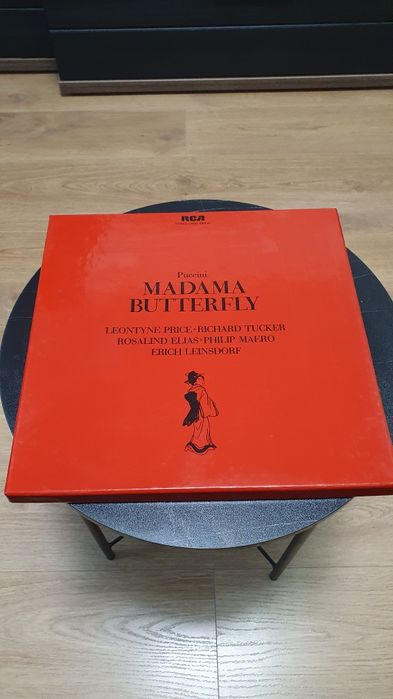 RCA
Puccini
MADAMA
BUTTERFLY
LEONTYNE PRICE·RICHARD TUCKER
ROSALIND ELIAS·PHILIP MAERO
ERICH LEINSDORF